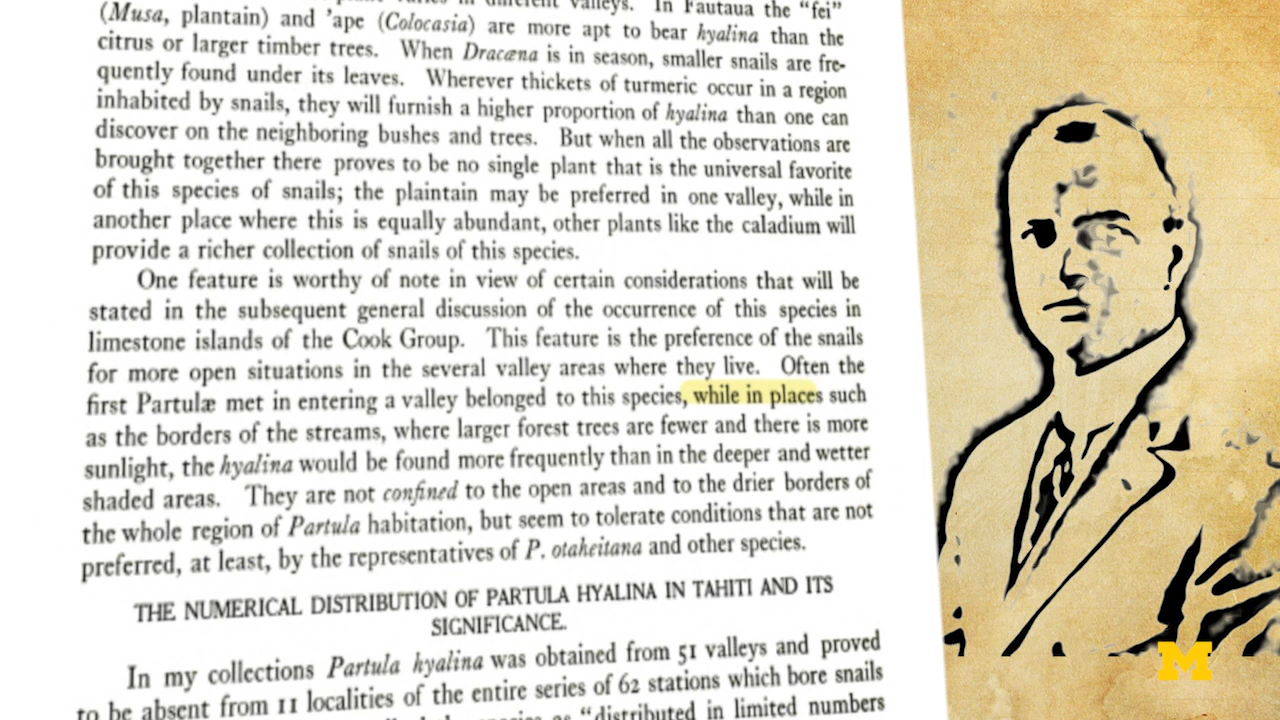 in different valleys. In Fautaua the “fei”
(Musa, plantain) and ’ape (Colocasia) are more apt to bear hyalina than the
citrus or larger timber trees. When Dracæna is in season, smaller snails are fre-
quently found under its leaves. Wherever thickets of turmeric occur in a region
inhabited by snails, they will furnish a higher proportion of hyalina than one can
discover on the neighboring bushes and trees. But when all the observations are
brought together there proves to be no single plant that is the universal favorite
of this species of snails; the plaintain may be preferred in one valley, while in
another place where this is equally abundant, other plants like the caladium will
provide a richer collection of snails of this species.
One feature is worthy of note in view of certain considerations that will be
stated in the subsequent general discussion of the occurrence of this species in
limestone islands of the Cook Group. This feature is the preference of the snails
for more open situations in the several valley areas where they live. Often the
first Partulæ met in entering a valley belonged to this species, while in places such
as the borders of the streams, where larger forest trees are fewer and there is more
sunlight, the hyalina would be found more frequently than in the deeper and wetter
shaded areas. They are not confined to the open areas and to the drier borders of
the whole region of Partula habitation, but seem to tolerate conditions that are not
preferred, at least, by the representatives of P. otaheitana and other species.
THE NUMERICAL DISTRIBUTION OF PARTULA HYALINA IN TAHITI AND ITS
SIGNIFICANCE.
In my collections Partula hyalina was obtained from 51 valleys and proved
to be absent from 11 localities of the entire series of 62 stations which bore snails
“distributed in limited numbers
M